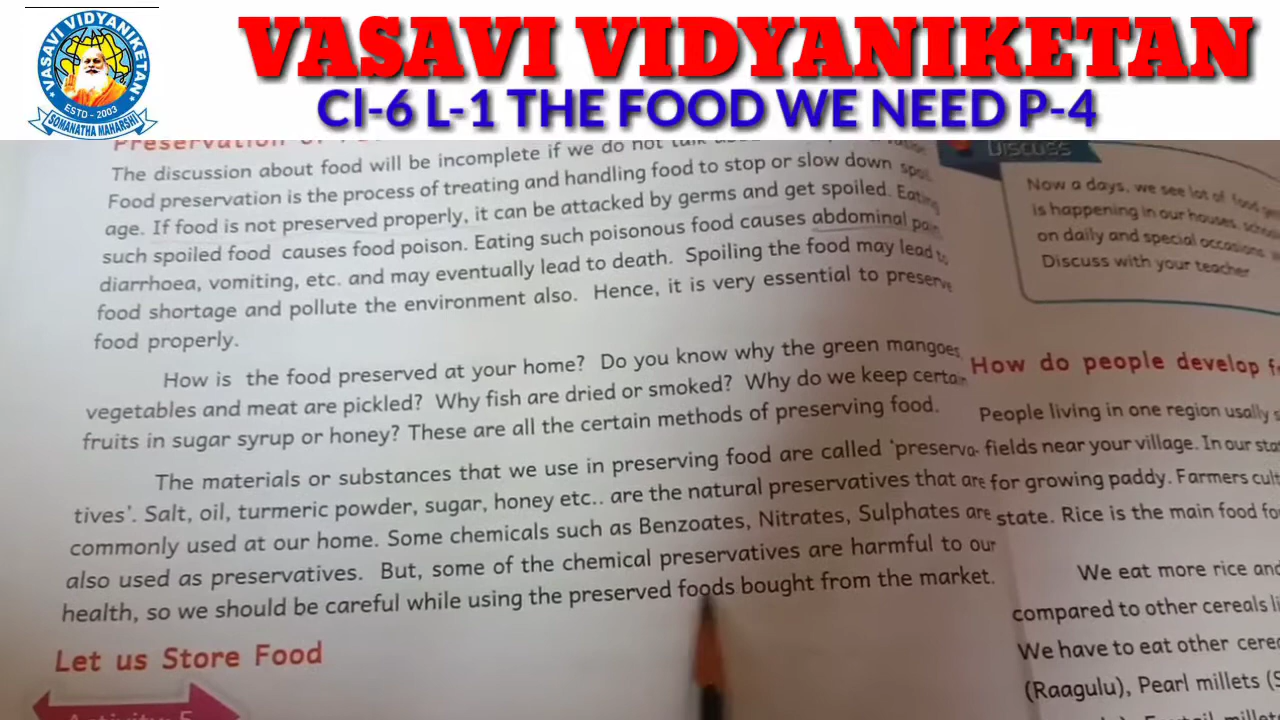 VASAVI VIDYANIKETAN
ESTD - 2003
SOMANATHA MAHARSHI
VASAVI VIDYANIKETAN
Cl-6 L-1 THE FOOD WE NEED P-4
Preservation
The discussion about food will be incomplete if we do not talk
Food preservation is the process of treating and handling food to stop or slow down spoil
age. If food is not preserved properly, it can be attacked by germs and get spoiled. Eating
such spoiled food causes food poison. Eating such poisonous food causes abdominal pain,
diarrhoea, vomiting, etc. and may eventually lead to death. Spoiling the food may lead to
food shortage and pollute the environment also. Hence, it is very essential to preserve
food properly.
How is the food preserved at your home? Do you know why the green mangoes,
vegetables and meat are pickled? Why fish are dried or smoked? Why do we keep certain
fruits in sugar syrup or honey? These are all the certain methods of preserving food.
The materials or substances that we use in preserving food are called 'preserva-
tives'. Salt, oil, turmeric powder, sugar, honey etc.. are the natural preservatives that are
commonly used at our home. Some chemicals such as Benzoates, Nitrates, Sulphates are
also used as preservatives. But, some of the chemical preservatives are harmful to our
health, so we should be careful while using the preserved foods bought from the market.
Let us Store Food
Activity: 5
DISCUSS
Now a days, we see lot of food
is happening in our houses,
on daily and special occasions.
Discuss with your teacher
How do people develop
People living in one region usally
fields near your village. In our
for growing paddy. Farmers
state. Rice is the main food
We eat more rice and
compared to other cereals
We have to eat other
(Raagulu), Pearl millets